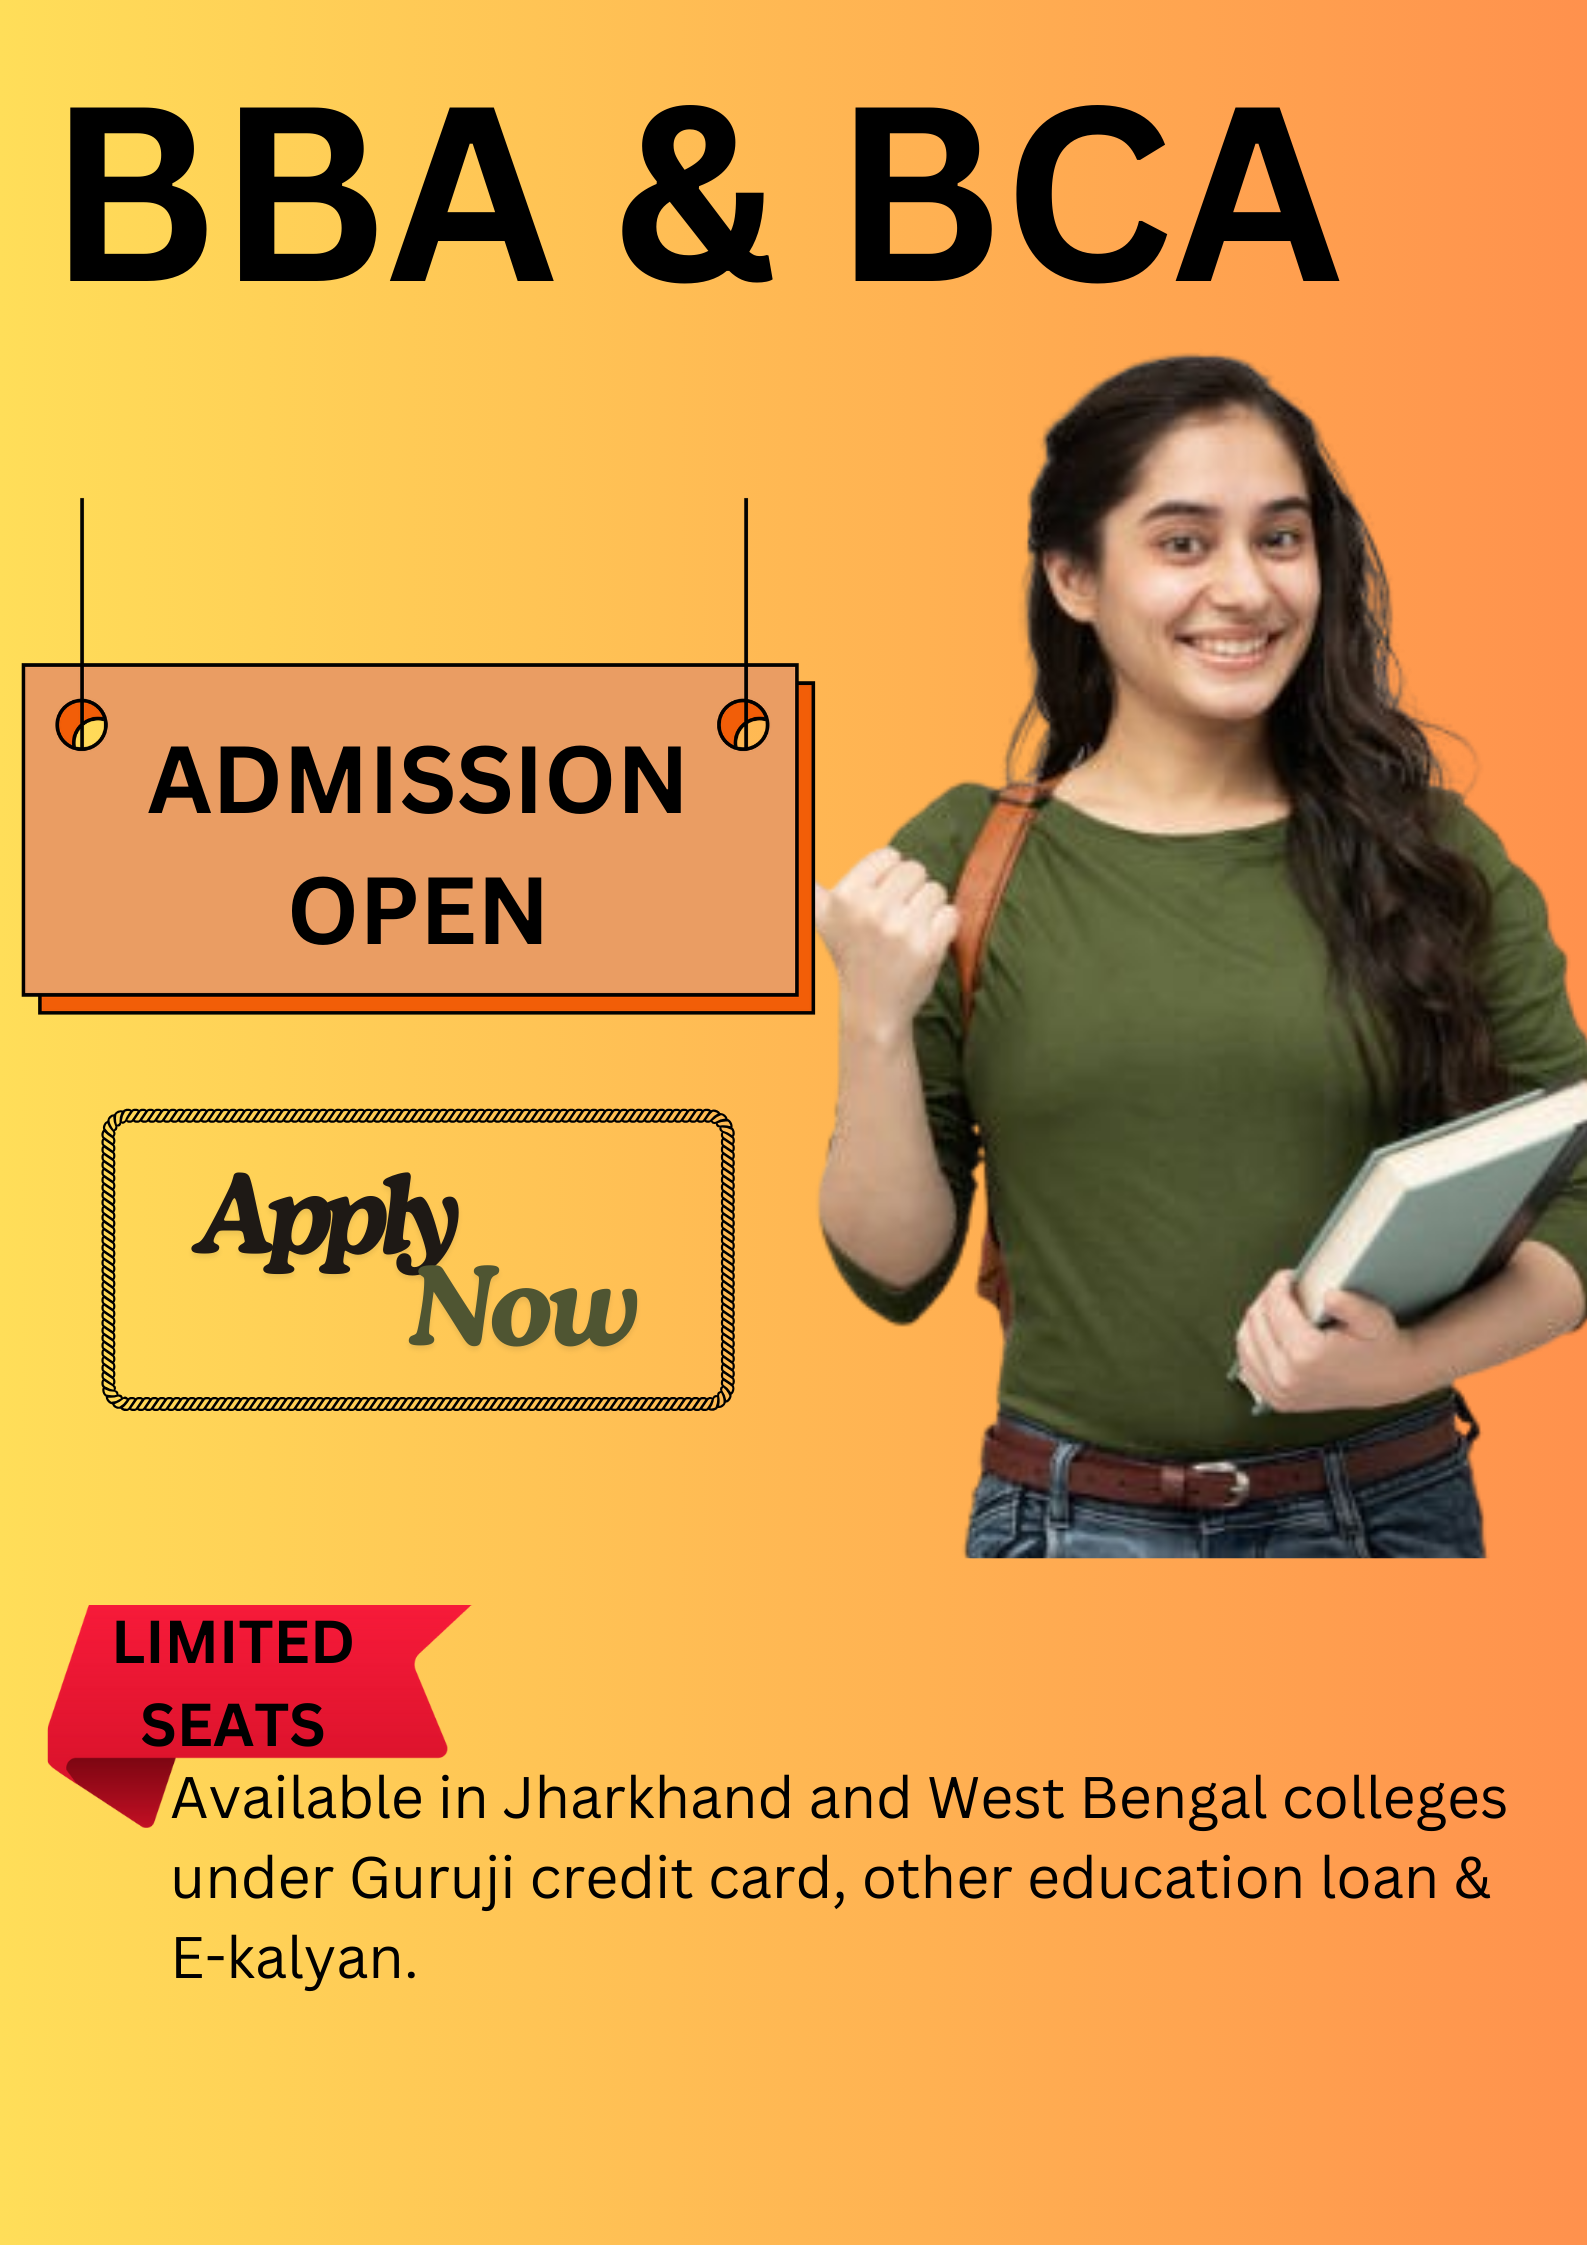 BBA & BCA
ADMISSION
OPEN
Apply
Now
LIMITED
SEATS
Available in Jharkhand and West Bengal colleges
under Guruji credit card, other education loan &
E-kalyan.